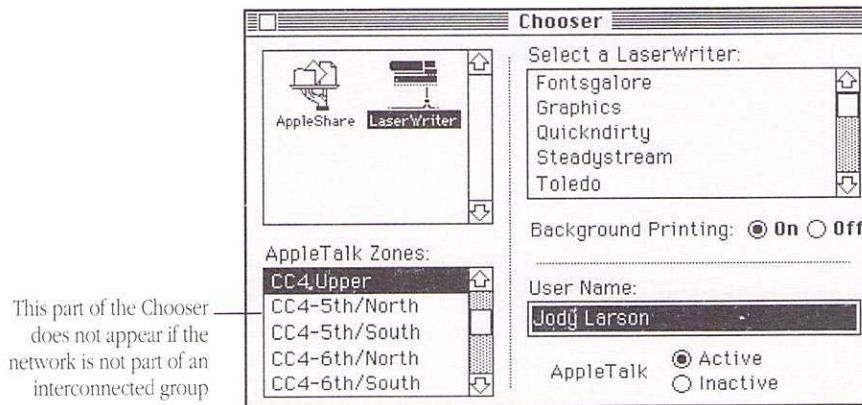 Chooser
AppleShare
LaserWriter
Select a LaserWriter:
Fontsgalore
Graphics
Quickndirty
Steadystream
Toledo
Background Printing: On Off
AppleTalk Zones:
CC4 Upper
CC4-5th/North
CC4-5th/South
CC4-6th/North
CC4-6th/South
User Name:
Jody Larson
AppleTalk
Active
Inactive
This part of the Chooser
does not appear if the
network is not part of an
interconnected group